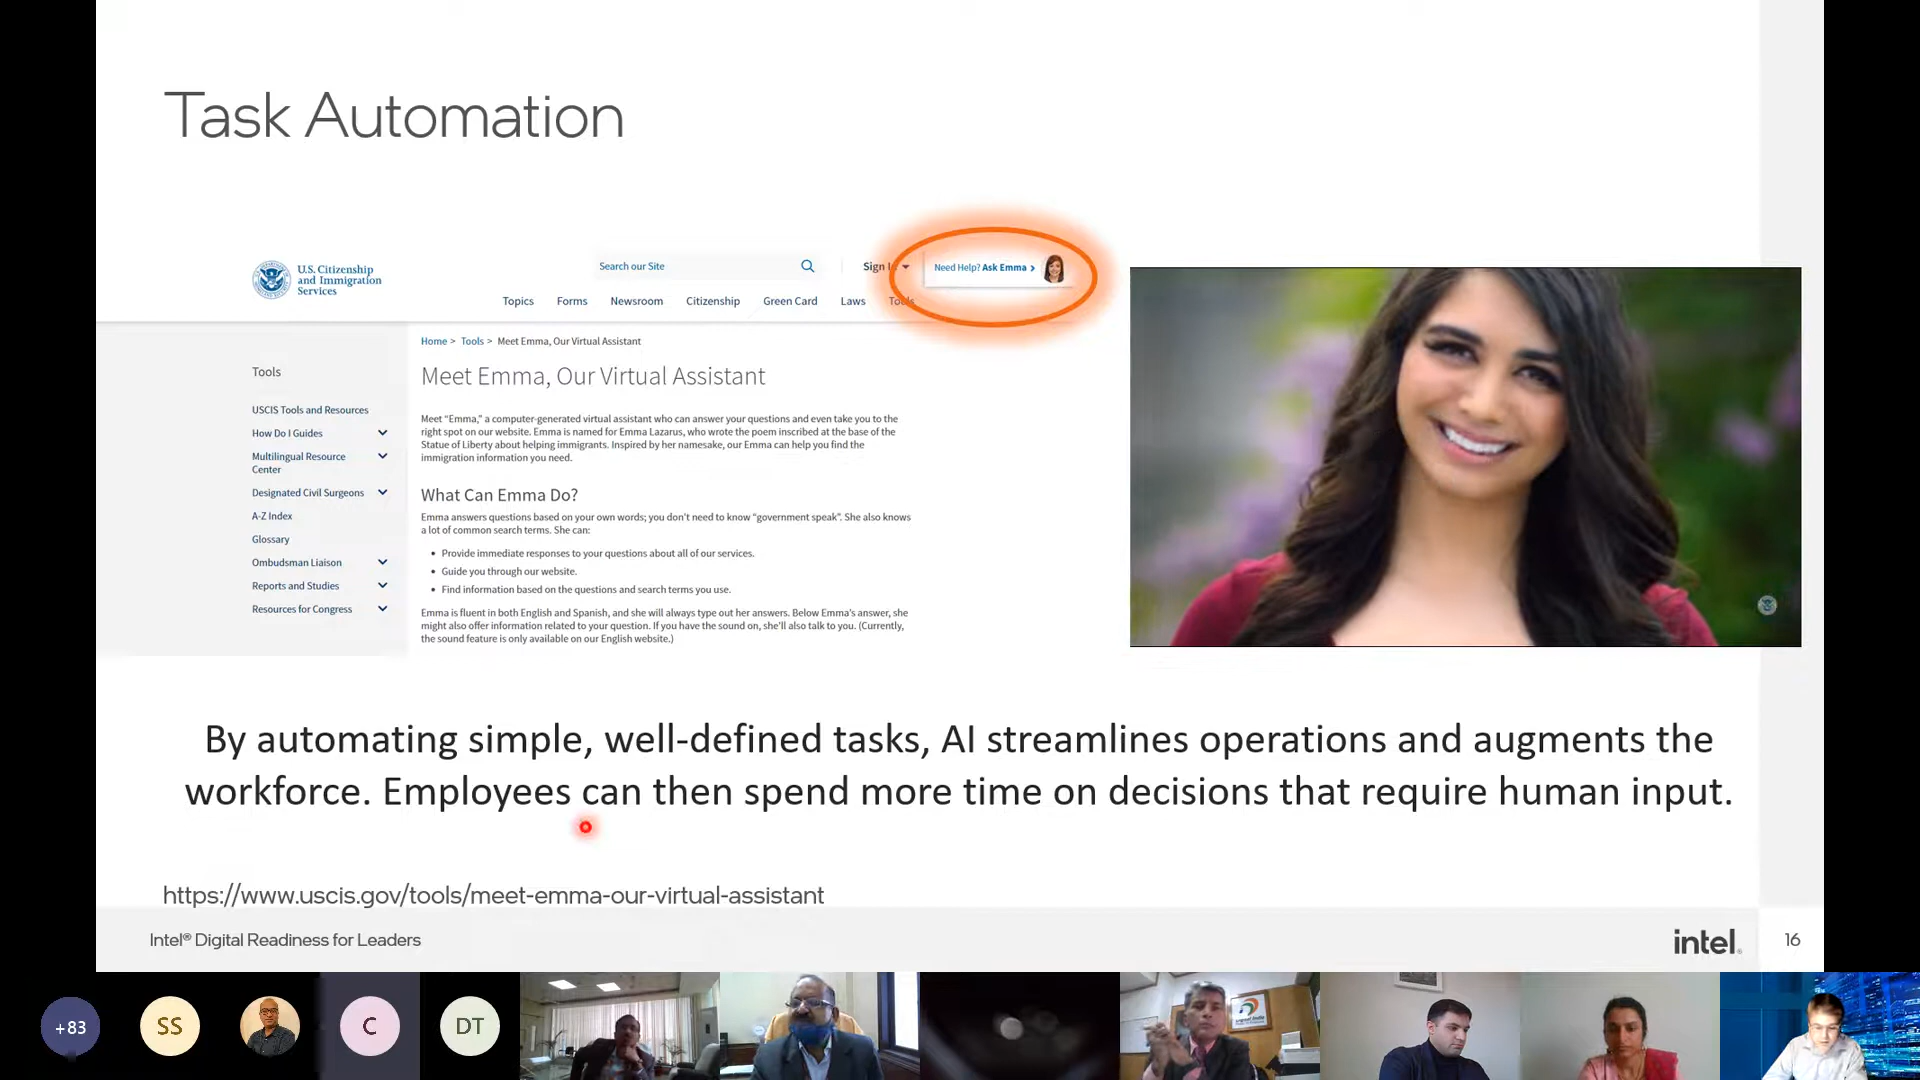 Task Automation
U.S. Citizenship
and Immigration
Services
Search our Site
Sign In
Need Help? Ask Emma >
Topics Forms Newsroom Citizenship Green Card Laws Tools
Home > Tools > Meet Emma, Our Virtual Assistant
Tools
USCIS Tools and Resources
How Do I Guides
Multilingual Resource
Center
Designated Civil Surgeons
A-Z Index
Glossary
Ombudsman Liaison
Reports and Studies
Resources for Congress
Meet Emma, Our Virtual Assistant
Meet “Emma,” a computer-generated virtual assistant who can answer your questions and even take you to the
right spot on our website. Emma is named for Emma Lazarus, who wrote the poem inscribed at the base of the
Statue of Liberty about helping immigrants. Inspired by her namesake, our Emma can help you find the
immigration information you need.
What Can Emma Do?
Emma answers questions based on your own words; you don’t need to know “government speak”. She also knows
a lot of common search terms. She can:
• Provide immediate responses to your questions about all of our services.
• Guide you through our website.
• Find information based on the questions and search terms you use.
Emma is fluent in both English and Spanish, and she will always type out her answers. Below Emma’s answer, she
might also offer information related to your question. If you have the sound on, she’ll also talk to you. (Currently,
the sound feature is only available on our English website.)
By automating simple, well-defined tasks, AI streamlines operations and augments the
workforce. Employees can then spend more time on decisions that require human input.
https://www.uscis.gov/tools/meet-emma-our-virtual-assistant
Intel® Digital Readiness for Leaders
intel.
16
+83
SS
C
DT